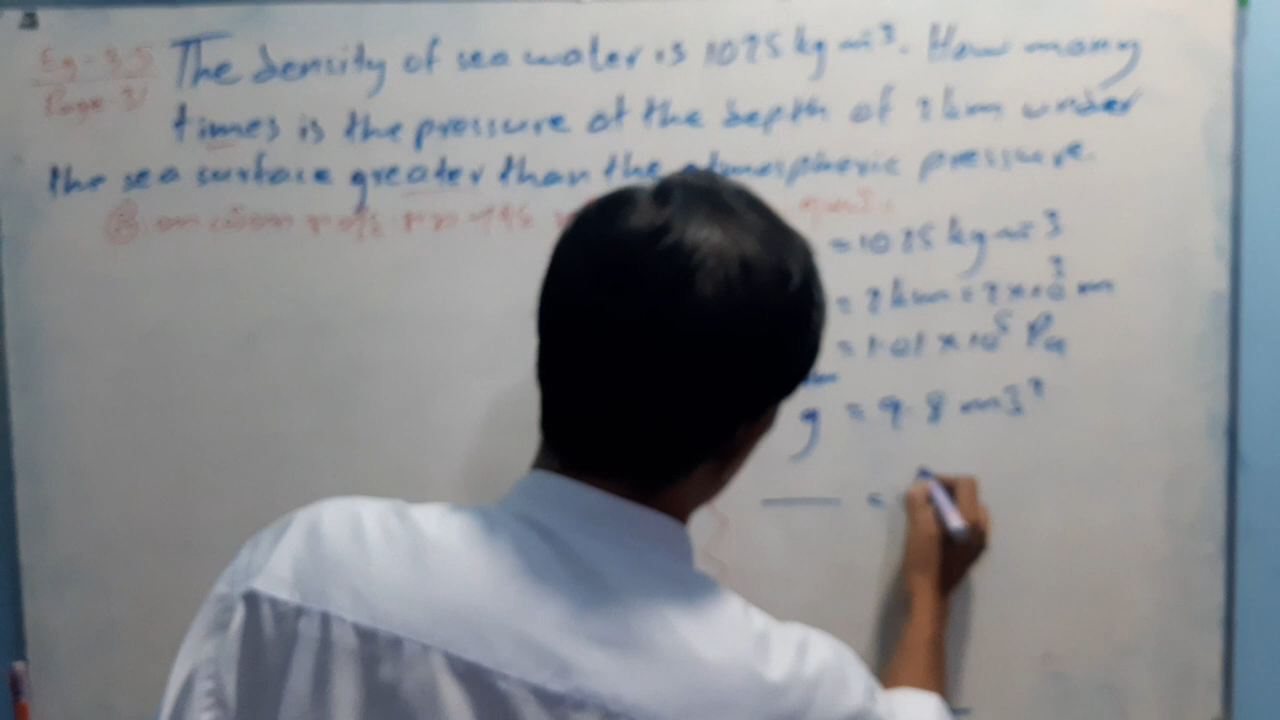 Eg - 3.5
Page 31
The density of sea water is 1025 kg m⁻³. How many
times is the pressure at the depth of 2 km under
the sea surface greater than the atmospheric pressure.
= 1025 kg m⁻³
= 2 km = 2 × 10³ m
= 1.01 × 10⁵ Pa
g = 9.8 ms⁻²
=